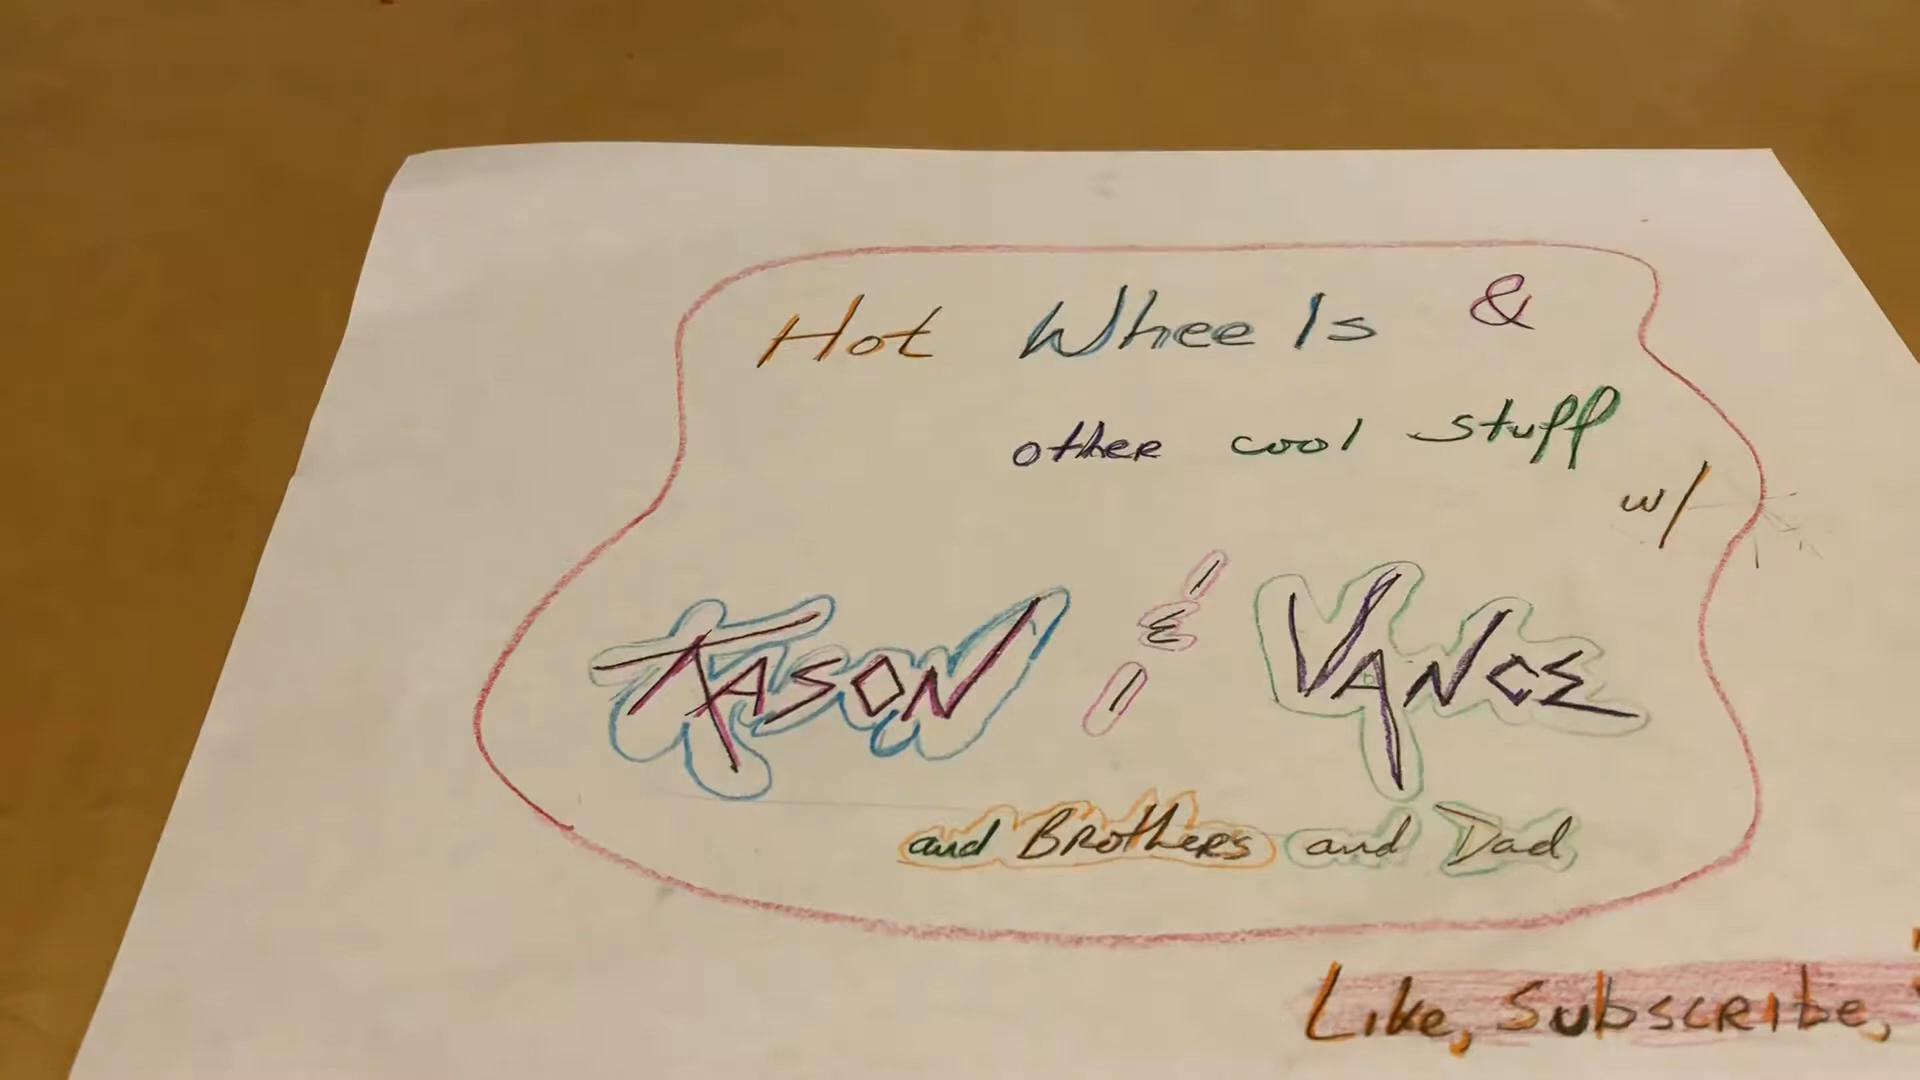 Hot Wheels &
other cool stuff
w/
JASON & VANCE
and Brothers and Dad
Like, Subscribe,